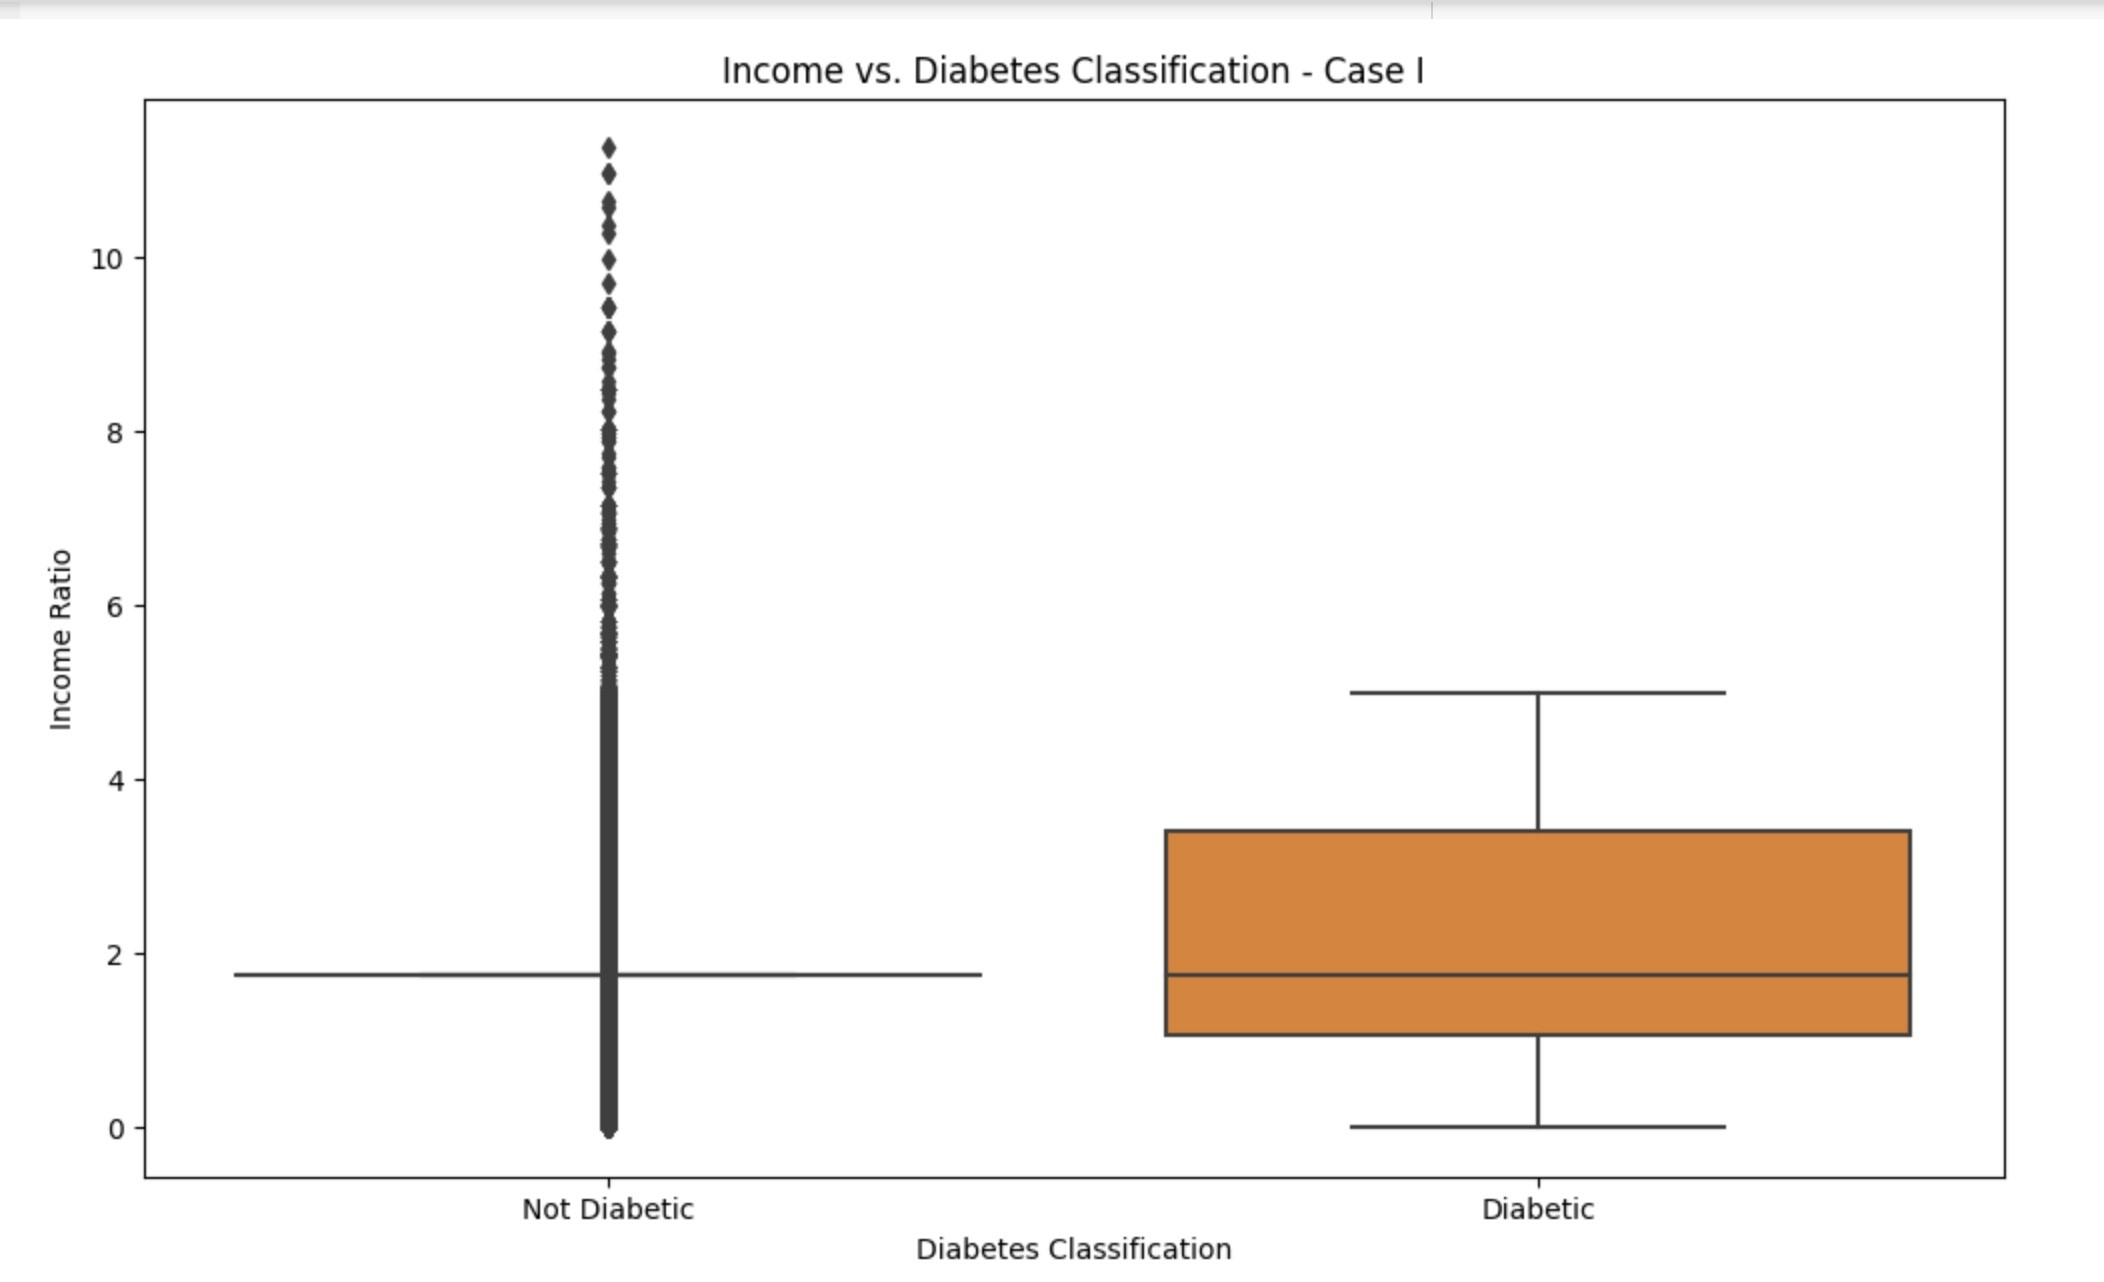 Income vs. Diabetes Classification - Case I
10
8
6
4
2
0
Income Ratio
Not Diabetic
Diabetic
Diabetes Classification